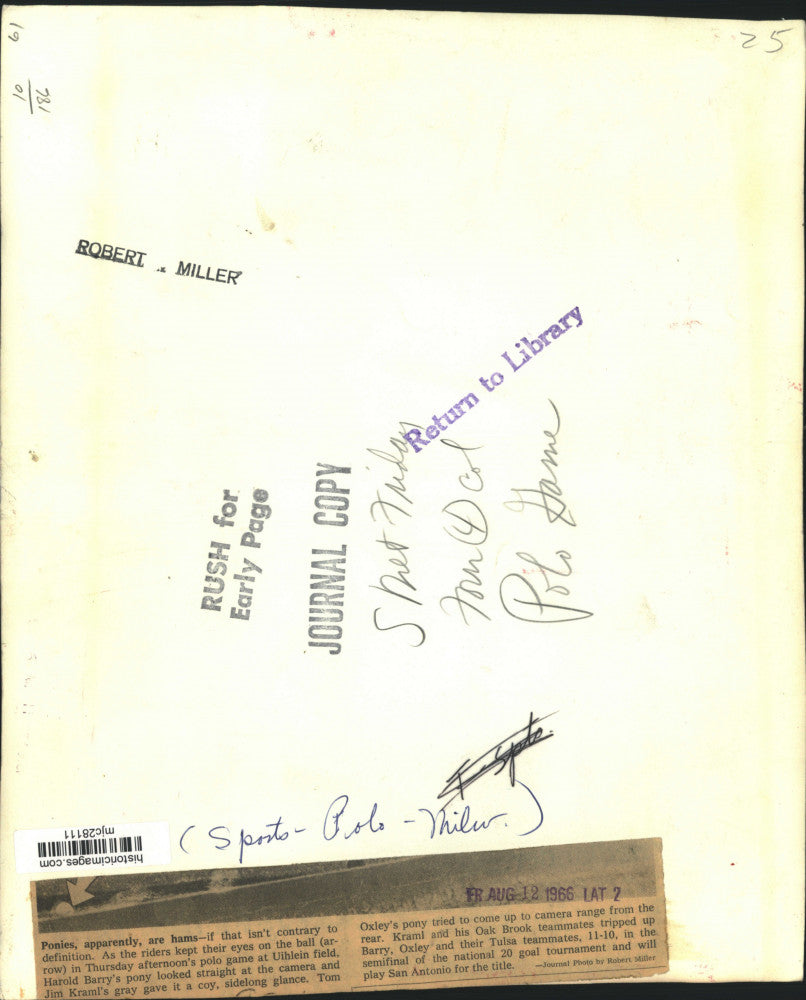 61
10
186
25
ROBERT . MILLER
Return to Library
RUSH for
Early Page
JOURNAL COPY
Friday
4 col
Polo Game
(Sports - Polo - Milw.)
historicimages.com
mjc28111
FR AUG 12 1966 LAT 2
Ponies, apparently, are hams—if that isn't contrary to
definition. As the riders kept their eyes on the ball (ar-
row) in Thursday afternoon's polo game at Uihlein field,
Harold Barry's pony looked straight at the camera and
Jim Kraml's gray gave it a coy, sidelong glance. Tom
Oxley's pony tried to come up to camera range from the
rear. Kraml and his Oak Brook teammates tripped up
Barry, Oxley and their Tulsa teammates, 11-10, in the
semifinal of the national 20 goal tournament and will
play San Antonio for the title.
—Journal Photo by Robert Miller